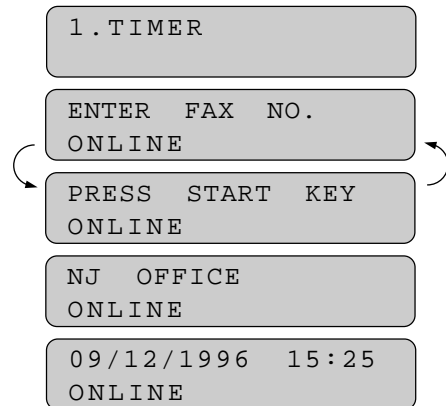 1.TIMER
ENTER FAX NO.
ONLINE
PRESS START KEY
ONLINE
NJ OFFICE
ONLINE
09/12/1996 15:25
ONLINE